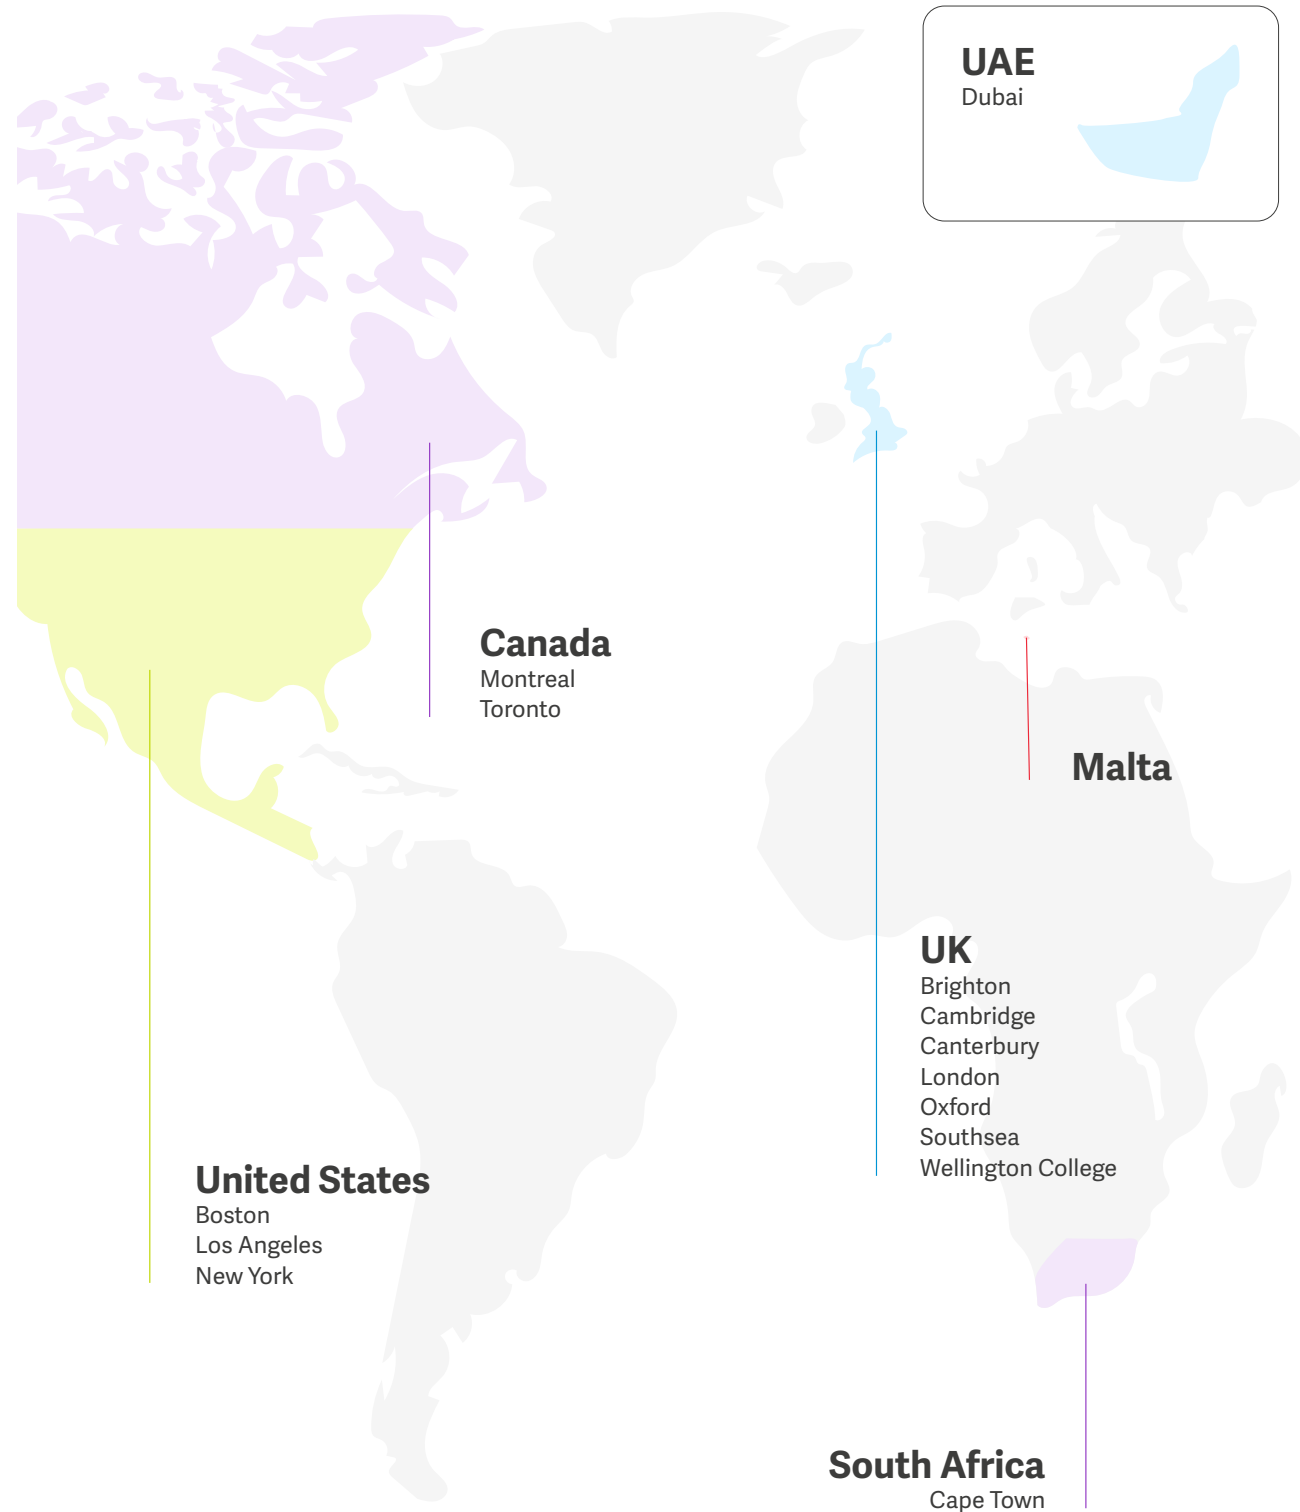 UAE
Dubai
Canada
Montreal
Toronto
Malta
UK
Brighton
Cambridge
Canterbury
London
Oxford
Southsea
Wellington College
United States
Boston
Los Angeles
New York
South Africa
Cape Town